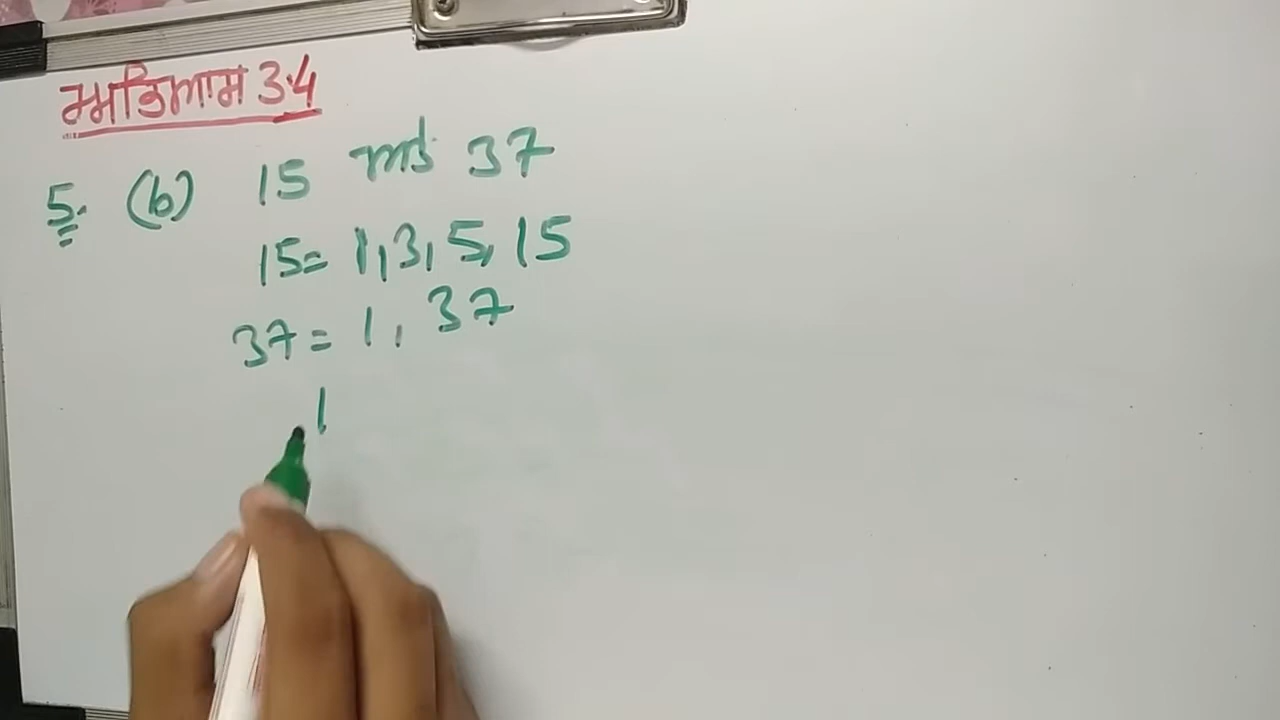 ਅਭਿਆਸ 3.4
5. (b) 15 ਅਤੇ 37
15= 1, 3, 5, 15
37= 1, 37
1